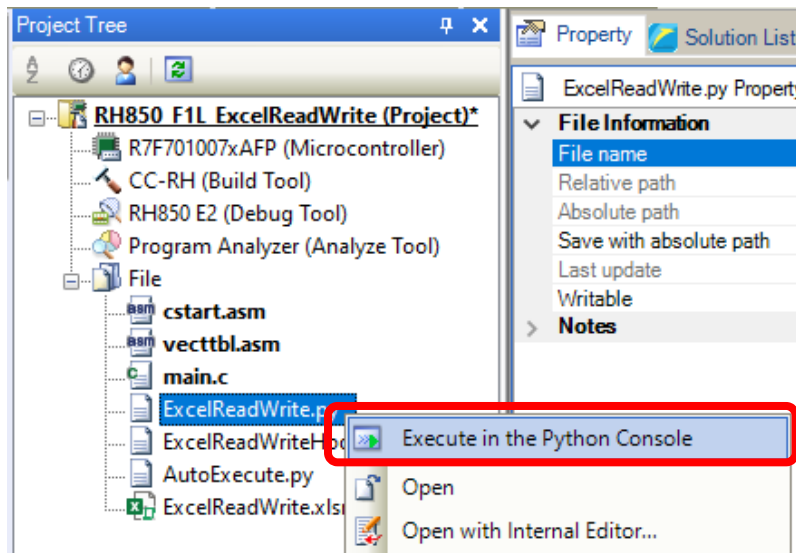 Project Tree
Property
Solution List
ExcelReadWrite.py Property
RH850_F1L_ExcelReadWrite (Project)*
File Information
R7F701007xAFP (Microcontroller)
File name
CC-RH (Build Tool)
Relative path
RH850 E2 (Debug Tool)
Absolute path
Program Analyzer (Analyze Tool)
Save with absolute path
File
Last update
cstart.asm
Writable
vecttbl.asm
Notes
main.c
ExcelReadWrite.py
Execute in the Python Console
ExcelReadWriteHoo
AutoExecute.py
Open
ExcelReadWrite.xlsm
Open with Internal Editor...